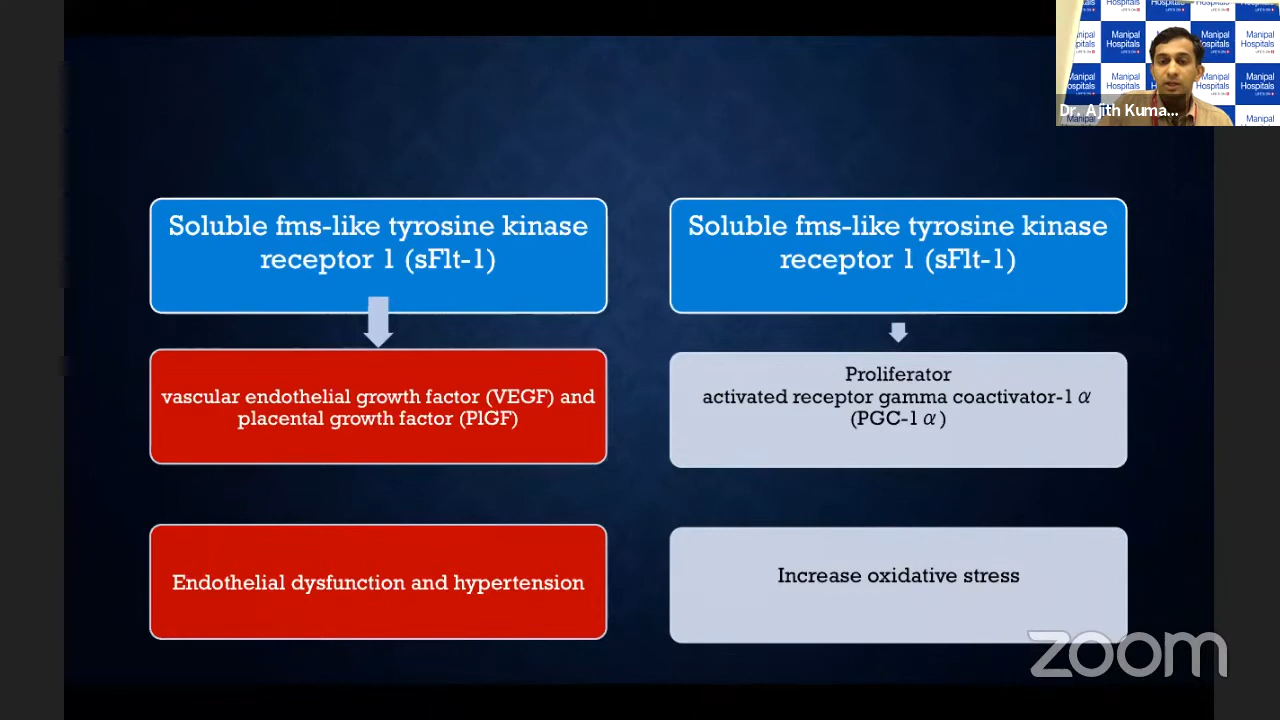 Manipal
Hospitals
Dr. Ajith Kuma...
Soluble fms-like tyrosine kinase
receptor 1 (sFlt-1)
vascular endothelial growth factor (VEGF) and
placental growth factor (PlGF)
Endothelial dysfunction and hypertension
Soluble fms-like tyrosine kinase
receptor 1 (sFlt-1)
Proliferator
activated receptor gamma coactivator-1 α
(PGC-1 α)
Increase oxidative stress
zoom